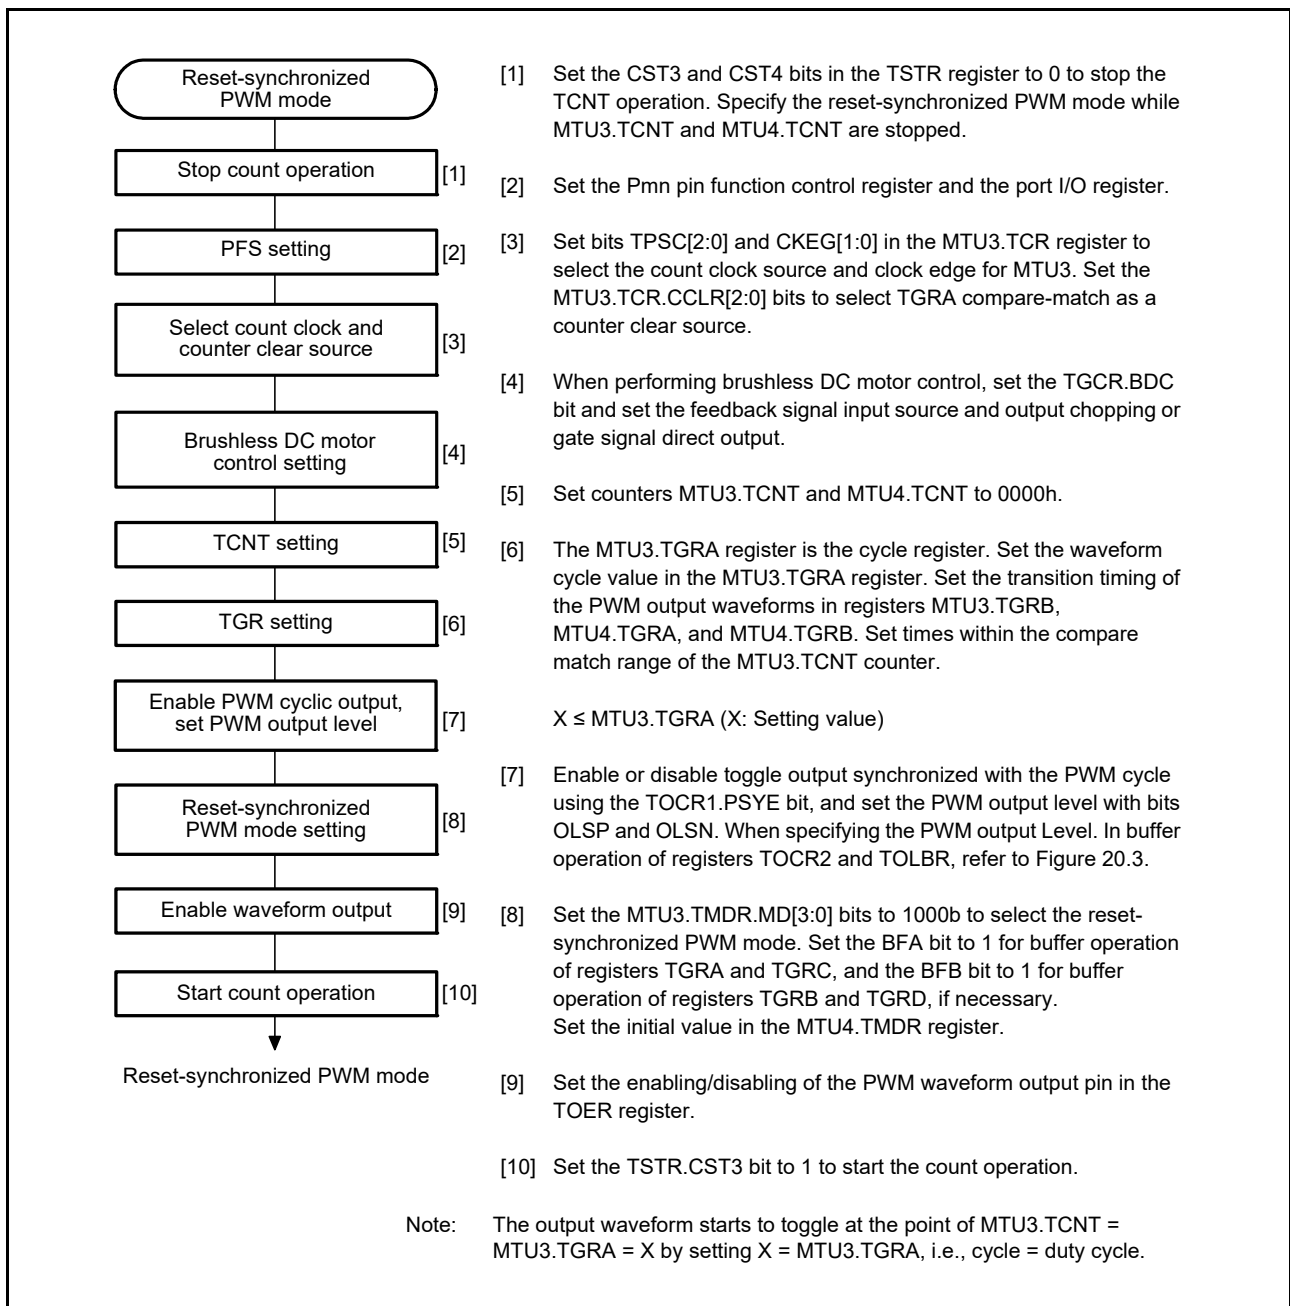 Reset-synchronized
PWM mode
Stop count operation
[1]
PFS setting
[2]
Select count clock and
counter clear source
[3]
Brushless DC motor
control setting
[4]
TCNT setting
[5]
TGR setting
[6]
Enable PWM cyclic output,
set PWM output level
[7]
Reset-synchronized
PWM mode setting
[8]
Enable waveform output
[9]
Start count operation
[10]
Reset-synchronized PWM mode
[1] Set the CST3 and CST4 bits in the TSTR register to 0 to stop the
TCNT operation. Specify the reset-synchronized PWM mode while
MTU3.TCNT and MTU4.TCNT are stopped.
[2] Set the Pmn pin function control register and the port I/O register.
[3] Set bits TPSC[2:0] and CKEG[1:0] in the MTU3.TCR register to
select the count clock source and clock edge for MTU3. Set the
MTU3.TCR.CCLR[2:0] bits to select TGRA compare-match as a
counter clear source.
[4] When performing brushless DC motor control, set the TGCR.BDC
bit and set the feedback signal input source and output chopping or
gate signal direct output.
[5] Set counters MTU3.TCNT and MTU4.TCNT to 0000h.
[6] The MTU3.TGRA register is the cycle register. Set the waveform
cycle value in the MTU3.TGRA register. Set the transition timing of
the PWM output waveforms in registers MTU3.TGRB,
MTU4.TGRA, and MTU4.TGRB. Set times within the compare
match range of the MTU3.TCNT counter.
X ≤ MTU3.TGRA (X: Setting value)
[7] Enable or disable toggle output synchronized with the PWM cycle
using the TOCR1.PSYE bit, and set the PWM output level with bits
OLSP and OLSN. When specifying the PWM output Level. In buffer
operation of registers TOCR2 and TOLBR, refer to Figure 20.3.
[8] Set the MTU3.TMDR.MD[3:0] bits to 1000b to select the reset-
synchronized PWM mode. Set the BFA bit to 1 for buffer operation
of registers TGRA and TGRC, and the BFB bit to 1 for buffer
operation of registers TGRB and TGRD, if necessary.
Set the initial value in the MTU4.TMDR register.
[9] Set the enabling/disabling of the PWM waveform output pin in the
TOER register.
[10] Set the TSTR.CST3 bit to 1 to start the count operation.
Note: The output waveform starts to toggle at the point of MTU3.TCNT =
MTU3.TGRA = X by setting X = MTU3.TGRA, i.e., cycle = duty cycle.